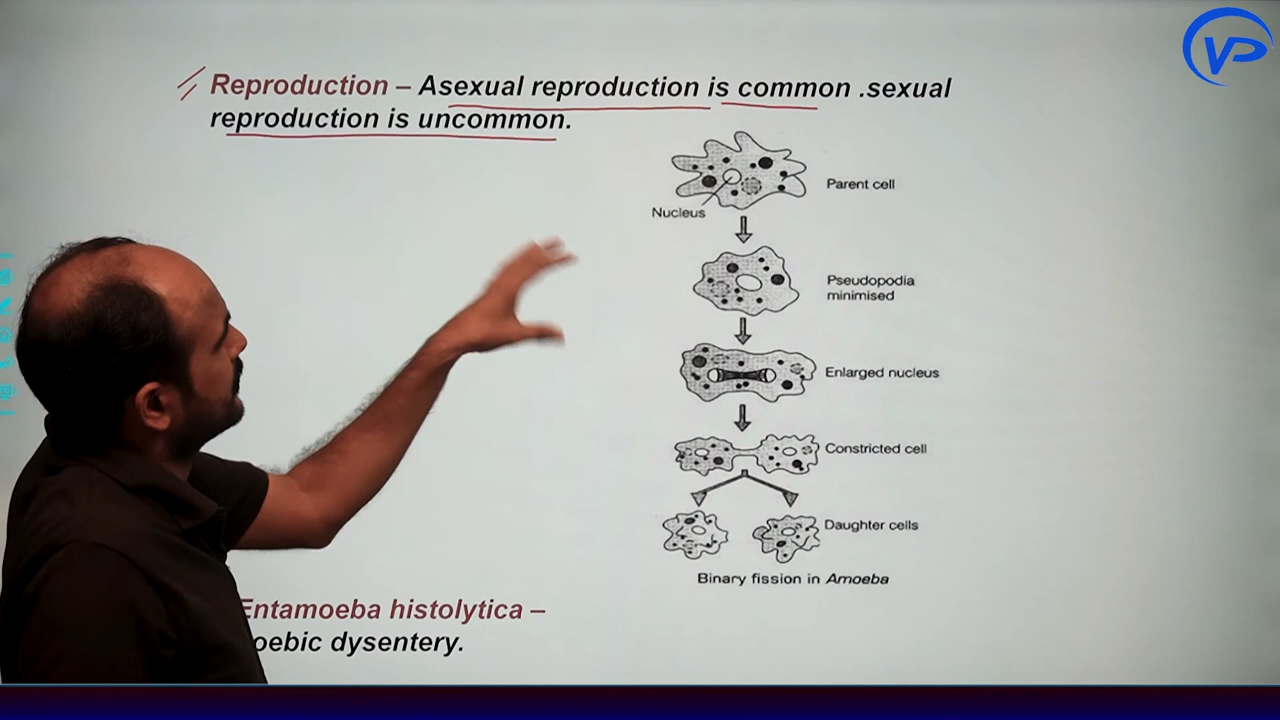 VP
Reproduction – Asexual reproduction is common .sexual
reproduction is uncommon.
Parent cell
Nucleus
Pseudopodia
minimised
Enlarged nucleus
Constricted cell
Daughter cells
Binary fission in Amoeba
Entamoeba histolytica –
oebic dysentery.